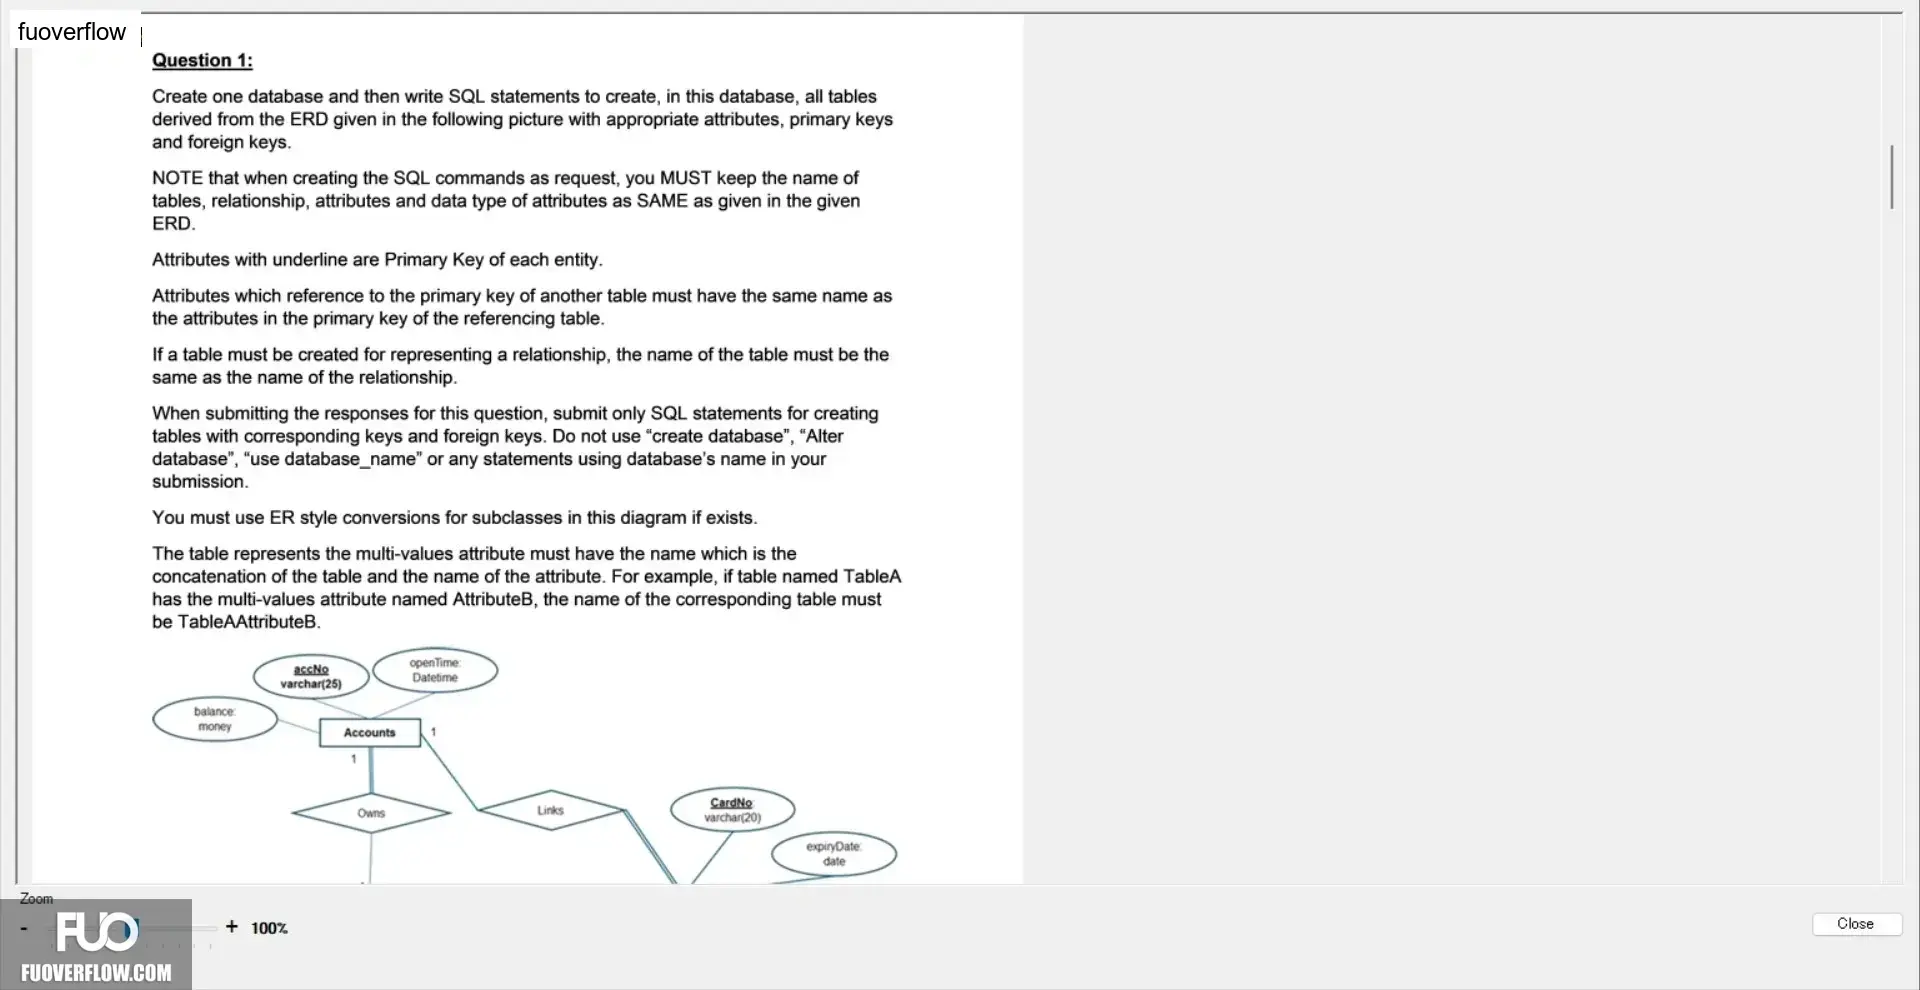 fuoverflow
Question 1:
Create one database and then write SQL statements to create, in this database, all tables
derived from the ERD given in the following picture with appropriate attributes, primary keys
and foreign keys.
NOTE that when creating the SQL commands as request, you MUST keep the name of
tables, relationship, attributes and data type of attributes as SAME as given in the given
ERD.
Attributes with underline are Primary Key of each entity.
Attributes which reference to the primary key of another table must have the same name as
the attributes in the primary key of the referencing table.
If a table must be created for representing a relationship, the name of the table must be the
same as the name of the relationship.
When submitting the responses for this question, submit only SQL statements for creating
tables with corresponding keys and foreign keys. Do not use “create database”, “Alter
database”, “use database_name” or any statements using database's name in your
submission.
You must use ER style conversions for subclasses in this diagram if exists.
The table represents the multi-values attribute must have the name which is the
concatenation of the table and the name of the attribute. For example, if table named TableA
has the multi-values attribute named AttributeB, the name of the corresponding table must
be TableAAttributeB.
accNo
varchar(25)
openTime:
Datetime
balance:
money
Accounts
1
1
Owns
Links
CardNo
varchar(20)
expiryDate:
date
Zoom
- + 100%
Close
FUO
FUOVERFLOW.COM